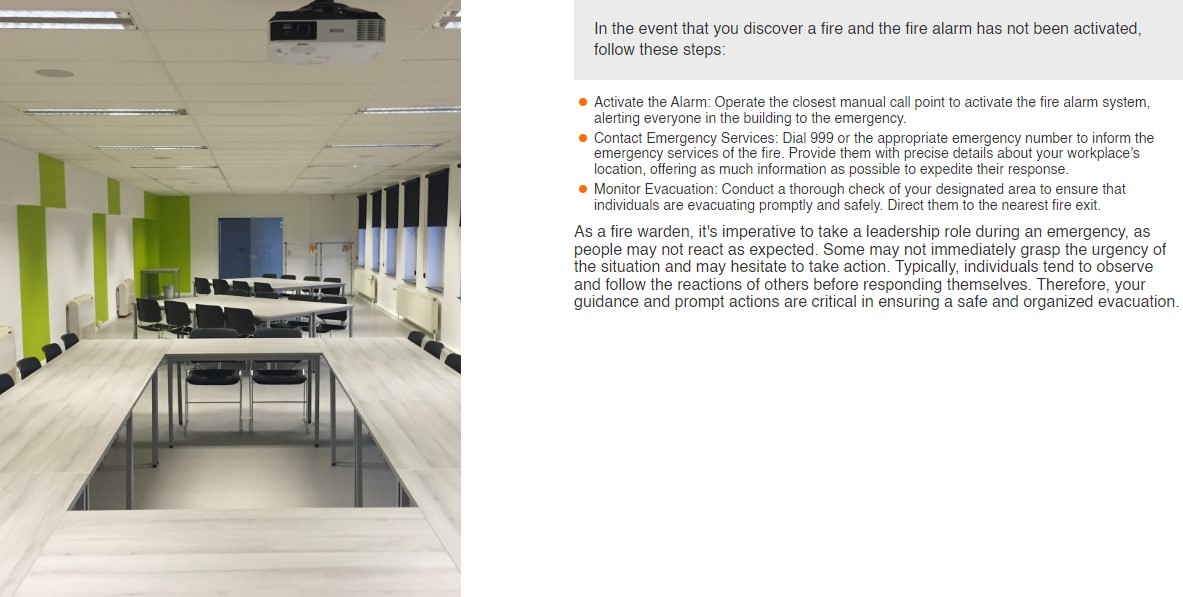 In the event that you discover a fire and the fire alarm has not been activated,
follow these steps:
Activate the Alarm: Operate the closest manual call point to activate the fire alarm system,
alerting everyone in the building to the emergency.
Contact Emergency Services: Dial 999 or the appropriate emergency number to inform the
emergency services of the fire. Provide them with precise details about your workplace's
location, offering as much information as possible to expedite their response.
Monitor Evacuation: Conduct a thorough check of your designated area to ensure that
individuals are evacuating promptly and safely. Direct them to the nearest fire exit.
As a fire warden, it's imperative to take a leadership role during an emergency, as
people may not react as expected. Some may not immediately grasp the urgency of
the situation and may hesitate to take action. Typically, individuals tend to observe
and follow the reactions of others before responding themselves. Therefore, your
guidance and prompt actions are critical in ensuring a safe and organized evacuation.